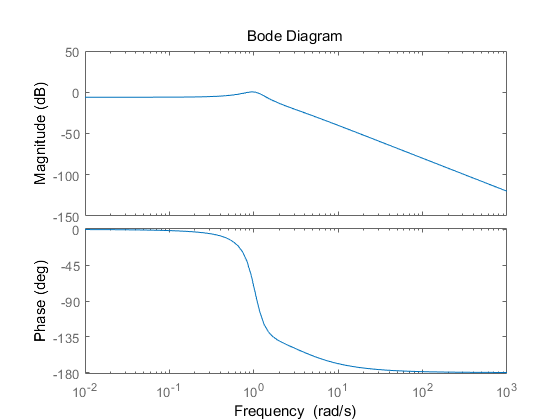 Bode Diagram
50
0
-50
-100
-150
Magnitude (dB)
0
-45
-90
-135
-180
Phase (deg)
10^-2 10^-1 10^0 10^1 10^2 10^3
Frequency (rad/s)